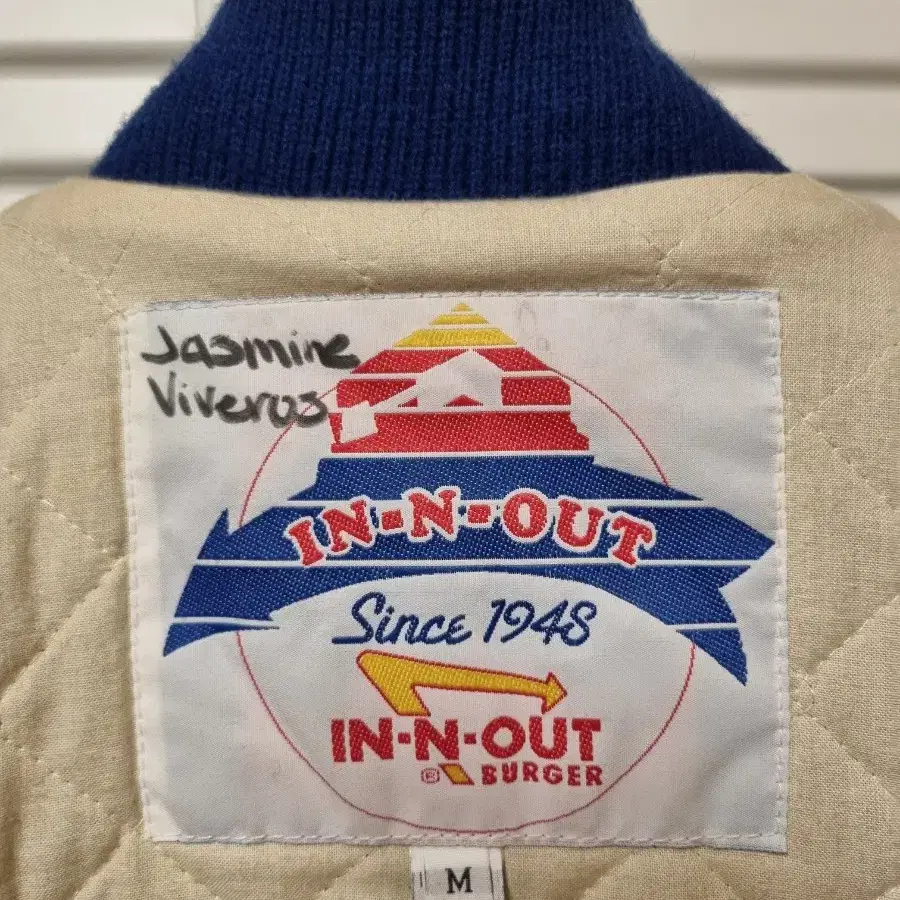 Jasmine
Viveros
IN-N-OUT
Since 1948
IN-N-OUT
® BURGER
M